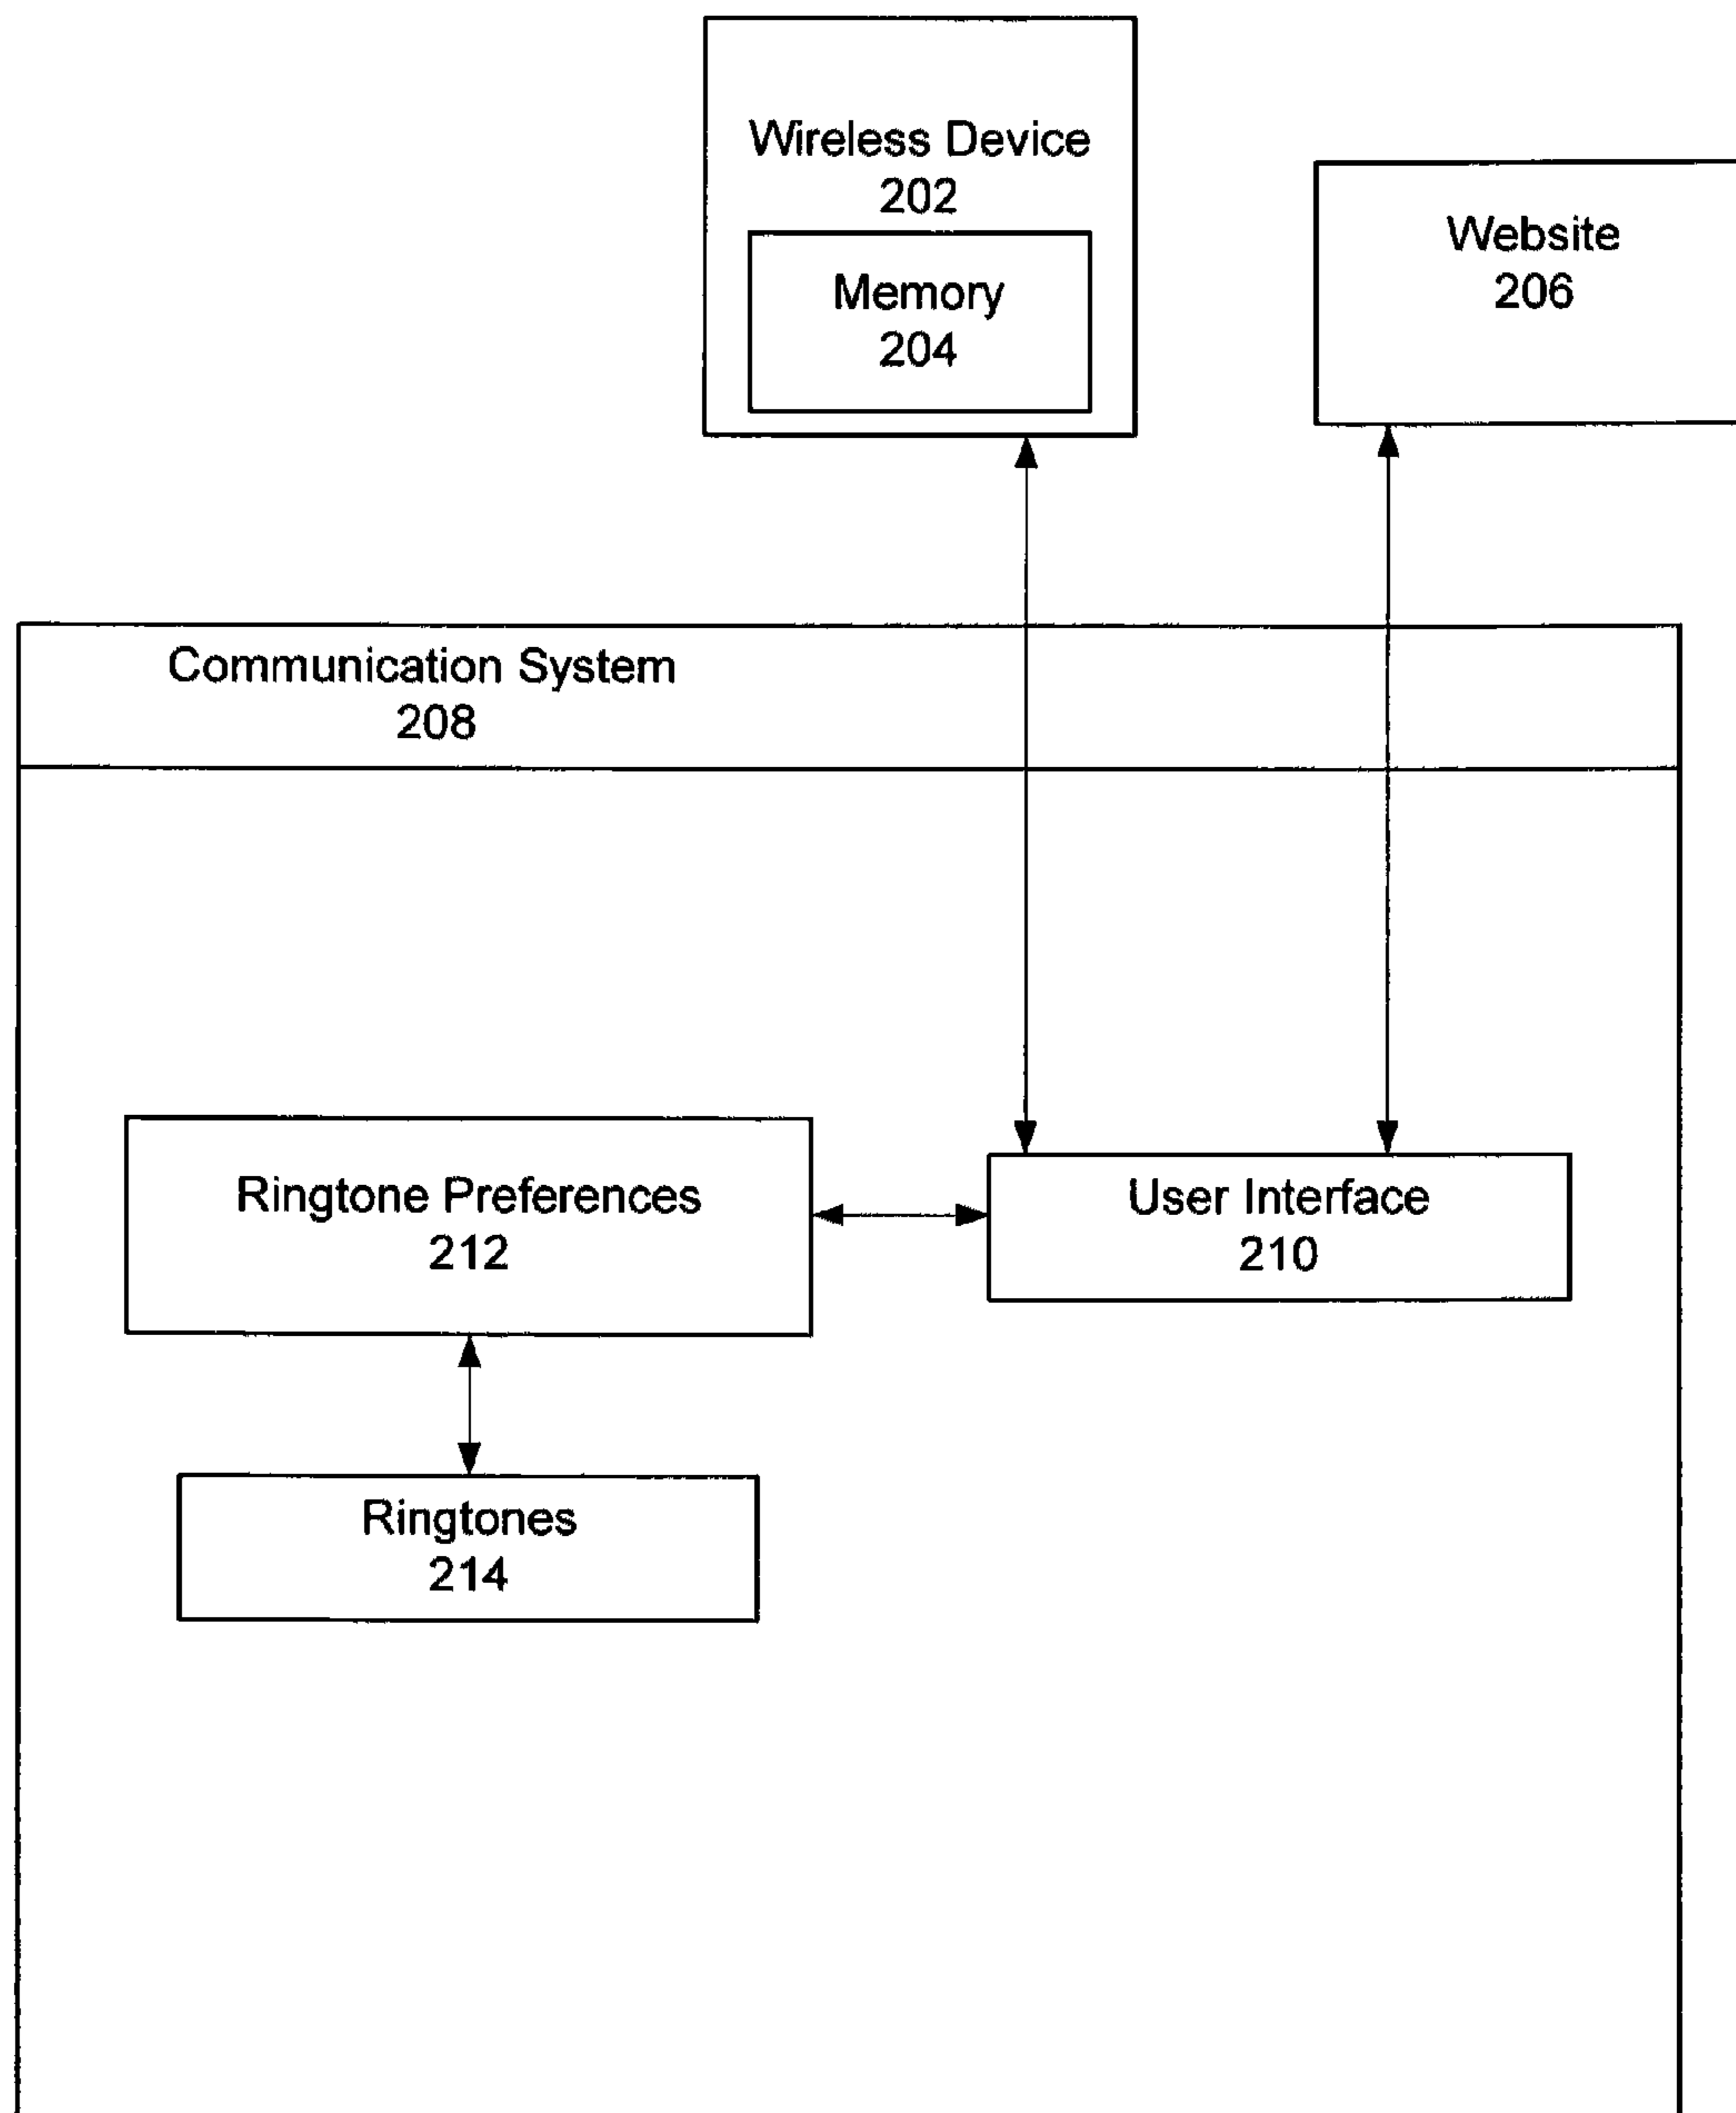 Wireless Device
202
Memory
204
Website
206
Communication System
208
Ringtone Preferences
212
User Interface
210
Ringtones
214